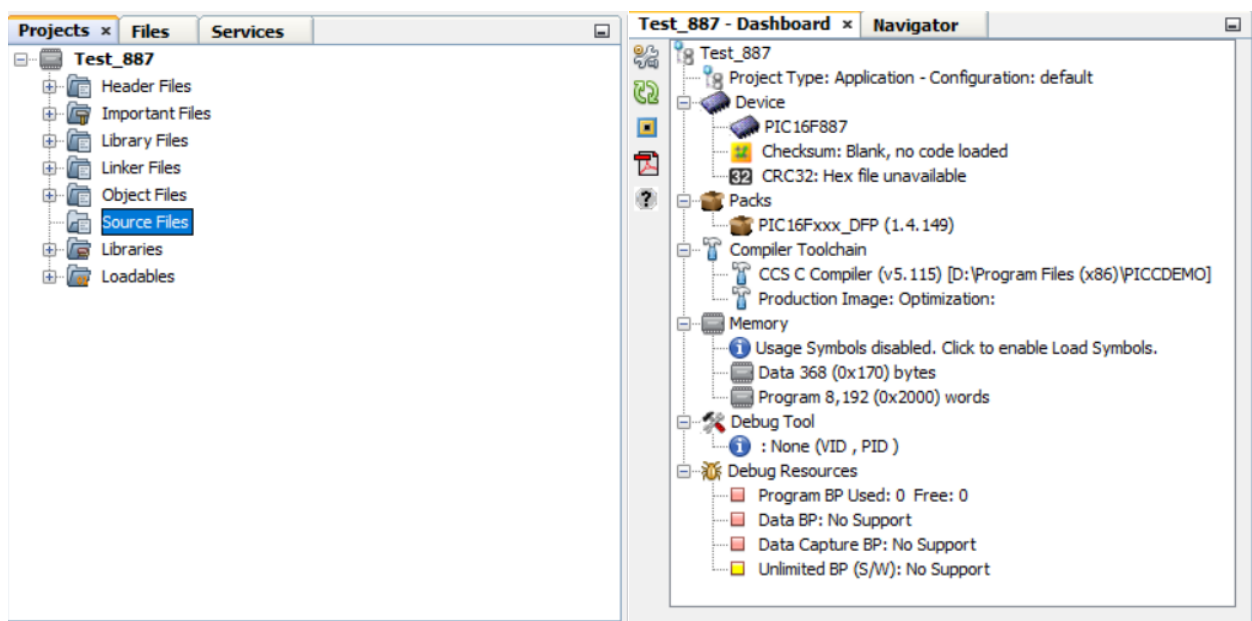 Projects × Files Services
Test_887
Header Files
Important Files
Library Files
Linker Files
Object Files
Source Files
Libraries
Loadables
Test_887 - Dashboard × Navigator
Test_887
Project Type: Application - Configuration: default
Device
PIC16F887
Checksum: Blank, no code loaded
32 CRC32: Hex file unavailable
Packs
PIC16Fxxx_DFP (1.4.149)
Compiler Toolchain
CCS C Compiler (v5.115) [D:\Program Files (x86)\PICCDEMO]
Production Image: Optimization:
Memory
Usage Symbols disabled. Click to enable Load Symbols.
Data 368 (0x170) bytes
Program 8,192 (0x2000) words
Debug Tool
: None (VID , PID )
Debug Resources
Program BP Used: 0 Free: 0
Data BP: No Support
Data Capture BP: No Support
Unlimited BP (S/W): No Support